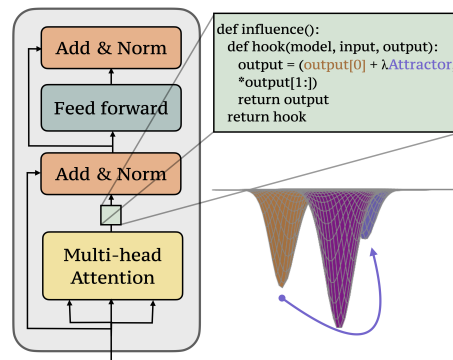 Add & Norm
Feed forward
Add & Norm
Multi-head
Attention
def influence():
def hook(model, input, output):
output = (output[0] + λAttractor,
*output[1:])
return output
return hook